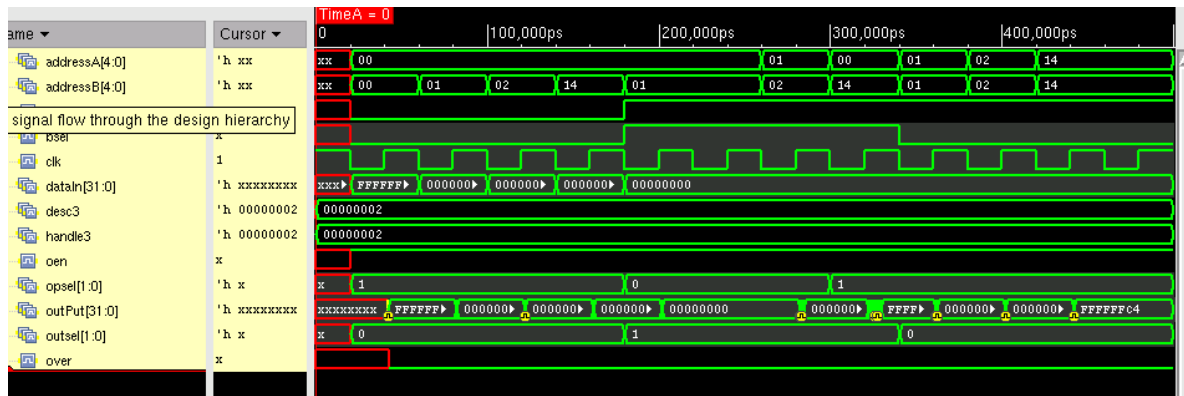 TimeA = 0
ame Cursor 0 100,000ps 200,000ps 300,000ps 400,000ps
addressA[4:0] 'h xx xx 00 01 00 01 02 14
addressB[4:0] 'h xx xx 00 01 02 14 01 02 14 01 02 14
signal flow through the design hierarchy
bsel x
clk 1
dataIn[31:0] 'h xxxxxxxx xxx FFFFFF 000000 000000 000000 00000000
desc3 'h 00000002 00000002
handle3 'h 00000002 00000002
oen x
opsel[1:0] 'h x x 1 0 1
outPut[31:0] 'h xxxxxxxx xxxxxxxx FFFFFF 000000 000000 000000 00000000 000000 FFFF 000000 000000 FFFFFFc4
outsel[1:0] 'h x x 0 1 0
over x